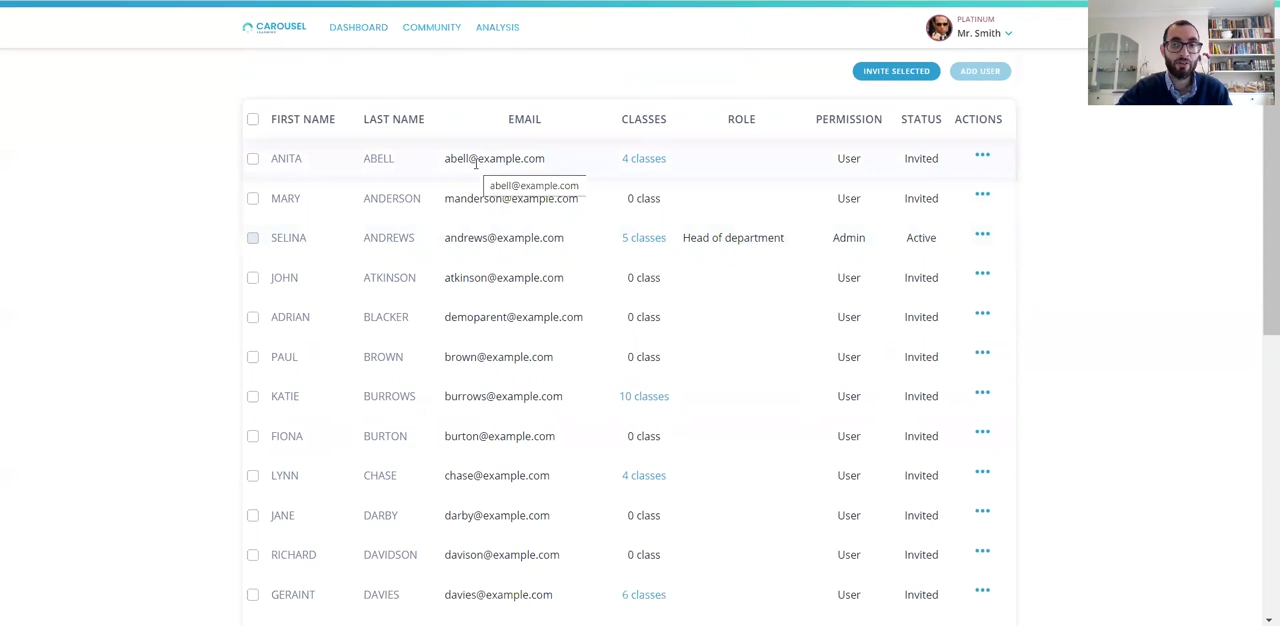 CAROUSEL LEARNING DASHBOARD COMMUNITY ANALYSIS PLATINUM
Mr. Smith
INVITE SELECTED ADD USER
FIRST NAME LAST NAME EMAIL CLASSES ROLE PERMISSION STATUS ACTIONS
ANITA ABELL abell@example.com 4 classes User Invited
abell@example.com
MARY ANDERSON manderson@example.com 0 class User Invited
SELINA ANDREWS andrews@example.com 5 classes Head of department Admin Active
JOHN ATKINSON atkinson@example.com 0 class User Invited
ADRIAN BLACKER demoparent@example.com 0 class User Invited
PAUL BROWN brown@example.com 0 class User Invited
KATIE BURROWS burrows@example.com 10 classes User Invited
FIONA BURTON burton@example.com 0 class User Invited
LYNN CHASE chase@example.com 4 classes User Invited
JANE DARBY darby@example.com 0 class User Invited
RICHARD DAVIDSON davison@example.com 0 class User Invited
GERAINT DAVIES davies@example.com 6 classes User Invited